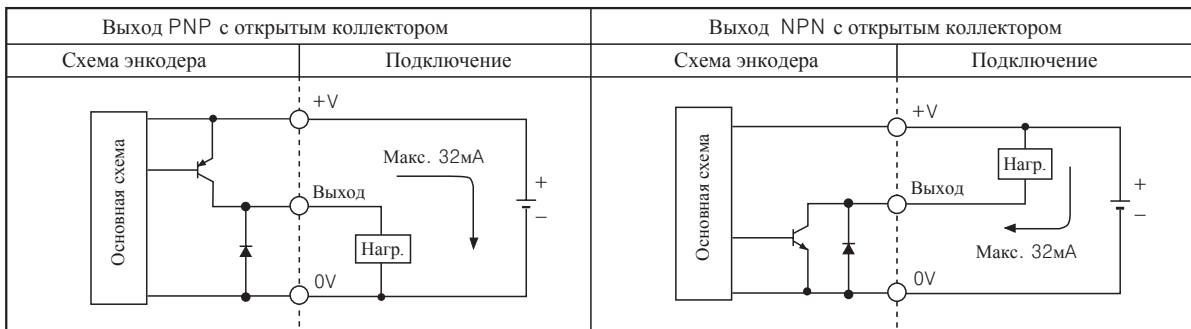 Выход PNP с открытым коллектором
Схема энкодера
Подключение
Основная схема
+V
Макс. 32мА
Выход
Нагр.
0V
+
−
Выход NPN с открытым коллектором
Схема энкодера
Подключение
Основная схема
+V
Нагр.
Выход
Макс. 32мА
0V
+
−